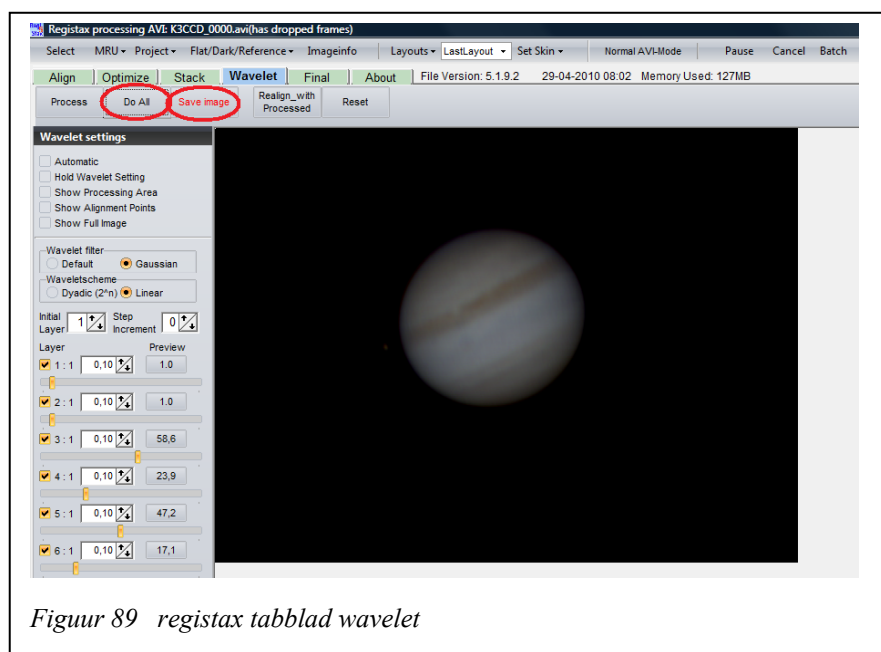 Registax processing AVI: K3CCD_0000.avi(has dropped frames)
Select MRU Project Flat/Dark/Reference Imageinfo Layouts LastLayout Set Skin Normal AVI-Mode Pause Cancel Batch
Align Optimize Stack Wavelet Final About File Version: 5.1.9.2 29-04-2010 08:02 Memory Used: 127MB
Process Do All Save image Realign_with Processed Reset
Wavelet settings
Automatic
Hold Wavelet Setting
Show Processing Area
Show Alignment Points
Show Full Image
Wavelet filter
Default Gaussian
Waveletscheme
Dyadic (2^n) Linear
Initial Layer 1 Step Increment 0
Layer Preview
1 : 1 0,10 1.0
2 : 1 0,10 1.0
3 : 1 0,10 58,6
4 : 1 0,10 23,9
5 : 1 0,10 47,2
6 : 1 0,10 17,1
Figuur 89 registax tabblad wavelet